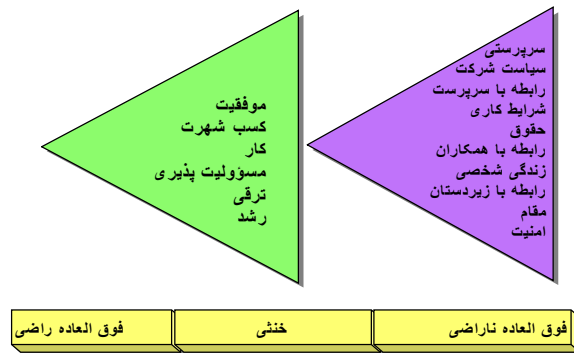 سرپرستی
سیاست شرکت
رابطه با سرپرست
شرایط کاری
حقوق
رابطه با همکاران
زندگی شخصی
رابطه با زیردستان
مقام
امنیت
موفقیت
کسب شهرت
کار
مسؤولیت پذیری
ترقی
رشد
فوق العاده ناراضی
خنثی
فوق العاده راضی